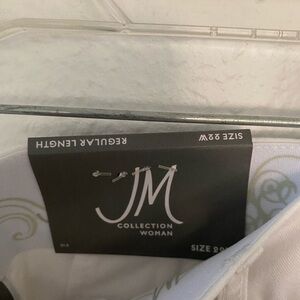 REGULAR LENGTH
SIZE 22W
JM
COLLECTION
WOMAN
SIZE